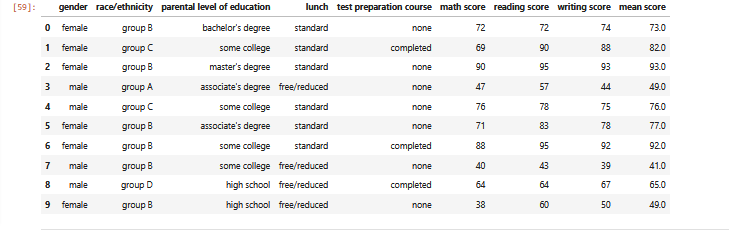 [59]: gender race/ethnicity parental level of education lunch test preparation course math score reading score writing score mean score
0 female group B bachelor's degree standard none 72 72 74 73.0
1 female group C some college standard completed 69 90 88 82.0
2 female group B master's degree standard none 90 95 93 93.0
3 male group A associate's degree free/reduced none 47 57 44 49.0
4 male group C some college standard none 76 78 75 76.0
5 female group B associate's degree standard none 71 83 78 77.0
6 female group B some college standard completed 88 95 92 92.0
7 male group B some college free/reduced none 40 43 39 41.0
8 male group D high school free/reduced completed 64 64 67 65.0
9 female group B high school free/reduced none 38 60 50 49.0